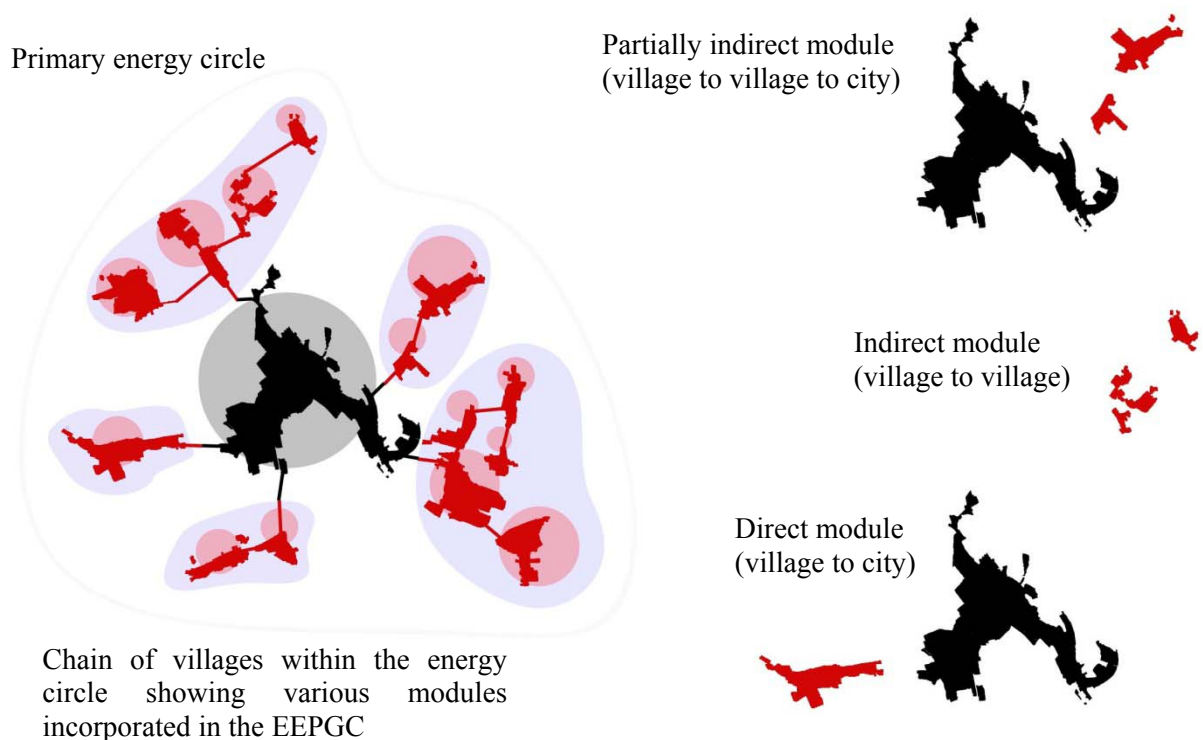 Primary energy circle
Partially indirect module
(village to village to city)
Indirect module
(village to village)
Direct module
(village to city)
Chain of villages within the energy
circle showing various modules
incorporated in the EEPGC